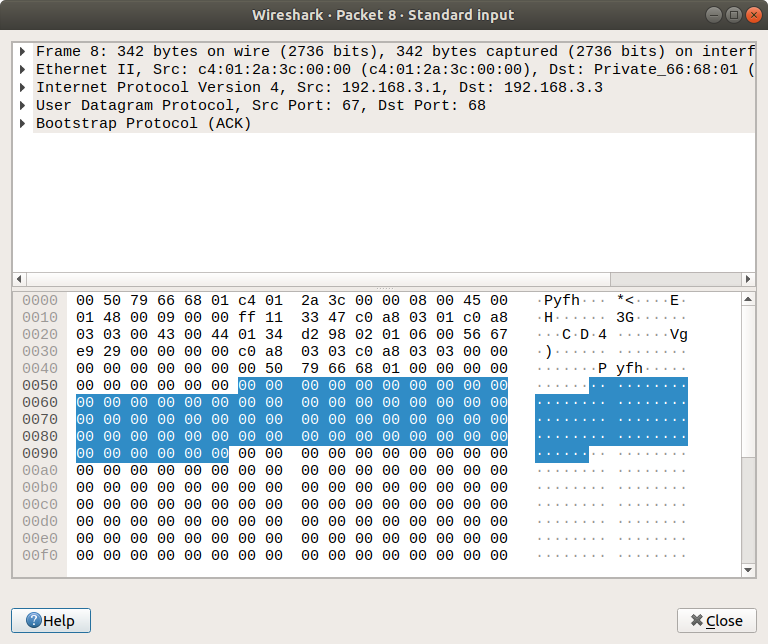 Wireshark · Packet 8 · Standard input
Frame 8: 342 bytes on wire (2736 bits), 342 bytes captured (2736 bits) on interf
Ethernet II, Src: c4:01:2a:3c:00:00 (c4:01:2a:3c:00:00), Dst: Private_66:68:01 (
Internet Protocol Version 4, Src: 192.168.3.1, Dst: 192.168.3.3
User Datagram Protocol, Src Port: 67, Dst Port: 68
Bootstrap Protocol (ACK)
0000 00 50 79 66 68 01 c4 01 2a 3c 00 00 08 00 45 00 ·Pyfh··· *<····E·
0010 01 48 00 09 00 00 ff 11 33 47 c0 a8 03 01 c0 a8 ·H······ 3G······
0020 03 03 00 43 00 44 01 34 d2 98 02 01 06 00 56 67 ···C·D·4 ······Vg
0030 e9 29 00 00 00 00 c0 a8 03 03 c0 a8 03 03 00 00 ·)······ ········
0040 00 00 00 00 00 00 00 50 79 66 68 01 00 00 00 00 ·······P yfh·····
0050 00 00 00 00 00 00 00 00 00 00 00 00 00 00 00 00 ········ ········
0060 00 00 00 00 00 00 00 00 00 00 00 00 00 00 00 00 ········ ········
0070 00 00 00 00 00 00 00 00 00 00 00 00 00 00 00 00 ········ ········
0080 00 00 00 00 00 00 00 00 00 00 00 00 00 00 00 00 ········ ········
0090 00 00 00 00 00 00 00 00 00 00 00 00 00 00 00 00 ········ ········
00a0 00 00 00 00 00 00 00 00 00 00 00 00 00 00 00 00 ········ ········
00b0 00 00 00 00 00 00 00 00 00 00 00 00 00 00 00 00 ········ ········
00c0 00 00 00 00 00 00 00 00 00 00 00 00 00 00 00 00 ········ ········
00d0 00 00 00 00 00 00 00 00 00 00 00 00 00 00 00 00 ········ ········
00e0 00 00 00 00 00 00 00 00 00 00 00 00 00 00 00 00 ········ ········
00f0 00 00 00 00 00 00 00 00 00 00 00 00 00 00 00 00 ········ ········
Help
Close